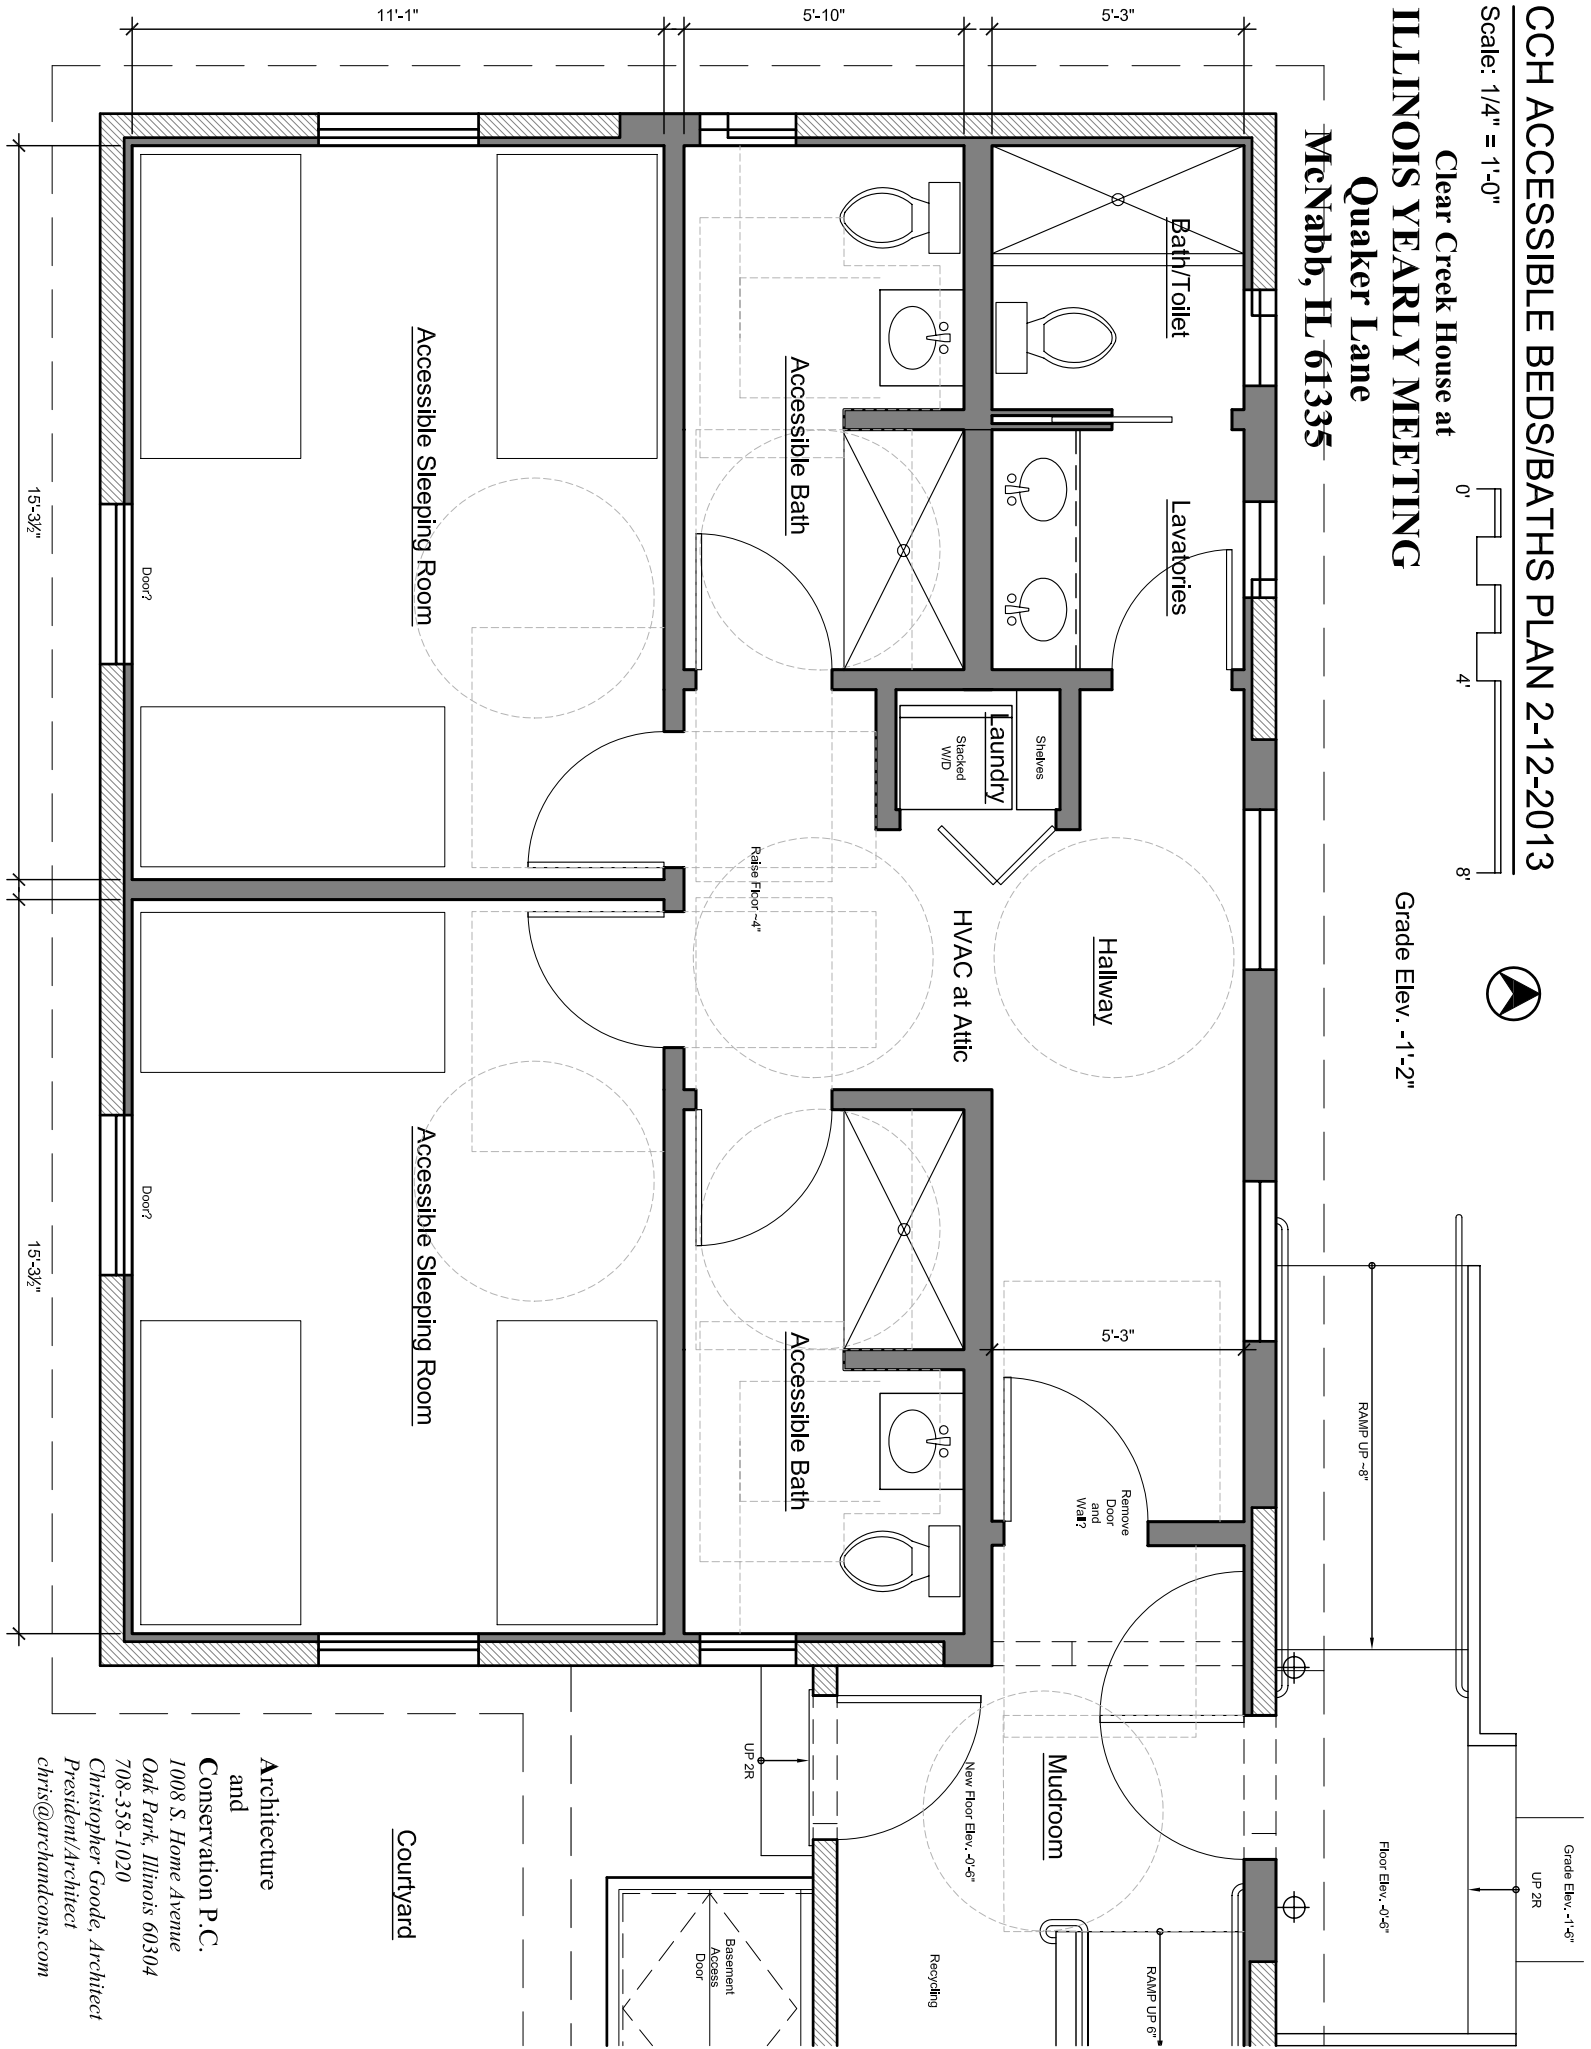 CCH ACCESSIBLE BEDS/BATHS PLAN 2-12-2013
Scale: 1/4" = 1'-0"
0'
4'
8'
Clear Creek House at
ILLINOIS YEARLY MEETING
Quaker Lane
McNabb, IL 61335
Grade Elev. -1'-2"
Grade Elev. -1'-6"
UP 2R
Floor Elev. -0'-6"
RAMP UP ~8"
5'-3"
5'-10"
11'-1"
Bath/Toilet
Lavatories
Hallway
5'-3"
Remove
Door
and
Wall?
RAMP UP 6"
Mudroom
New Floor Elev. -0'-6"
Recycling
Shelves
Laundry
Stacked
W/D
HVAC at Attic
Accessible Bath
Raise Floor ~4"
Accessible Bath
UP 2R
Basement
Access
Door
Accessible Sleeping Room
Accessible Sleeping Room
Courtyard
Door?
Door?
15'-3½"
15'-3½"
Architecture
and
Conservation P.C.
1008 S. Home Avenue
Oak Park, Illinois 60304
708-358-1020
Christopher Goode, Architect
President/Architect
chris@archandcons.com